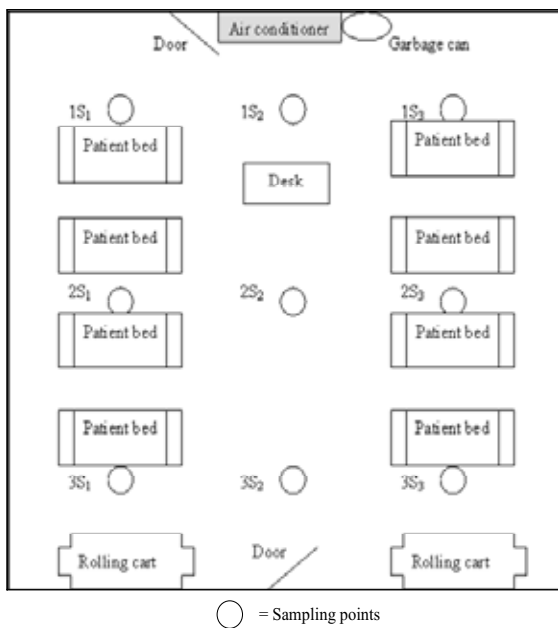 Air conditioner
Door
Garbage can
1S₁
1S₂
1S₃
Patient bed
Patient bed
Desk
Patient bed
Patient bed
2S₁
2S₂
2S₃
Patient bed
Patient bed
Patient bed
Patient bed
3S₁
3S₂
3S₃
Rolling cart
Door
Rolling cart
= Sampling points